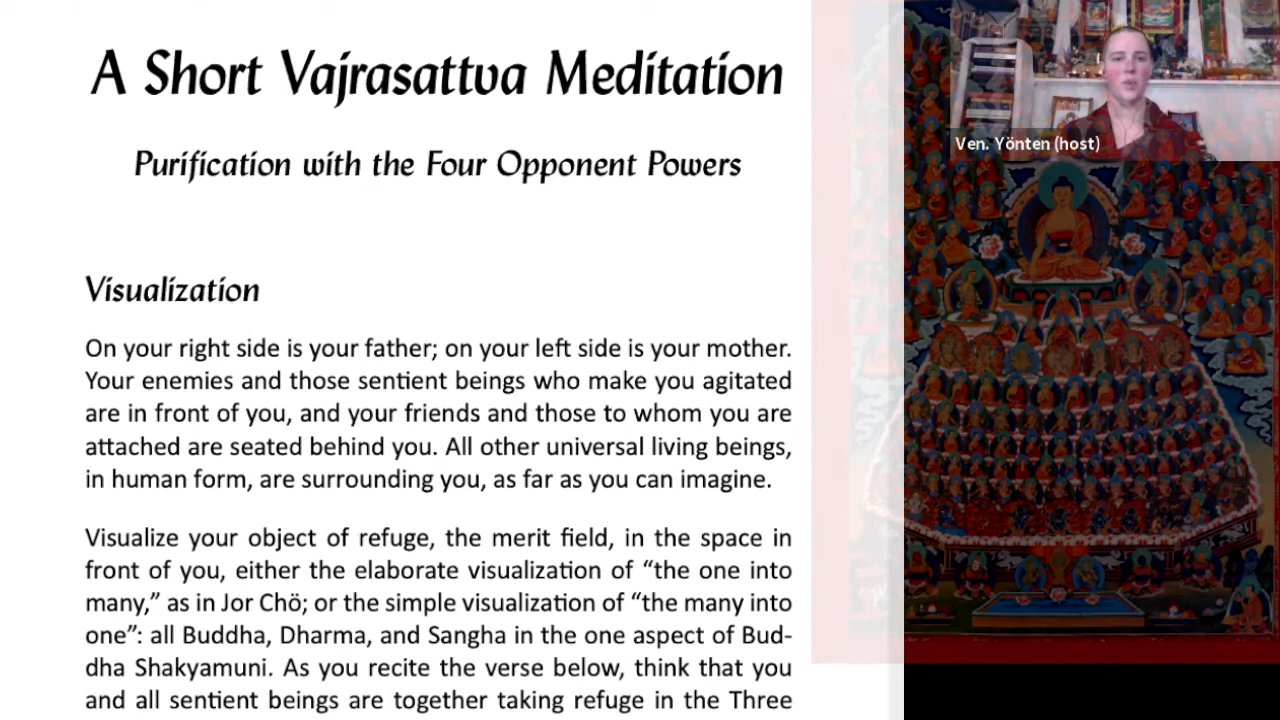 A Short Vajrasattva Meditation
Purification with the Four Opponent Powers
Visualization
On your right side is your father; on your left side is your mother.
Your enemies and those sentient beings who make you agitated
are in front of you, and your friends and those to whom you are
attached are seated behind you. All other universal living beings,
in human form, are surrounding you, as far as you can imagine.
Visualize your object of refuge, the merit field, in the space in
front of you, either the elaborate visualization of “the one into
many,” as in Jor Chö; or the simple visualization of “the many into
one”: all Buddha, Dharma, and Sangha in the one aspect of Bud-
dha Shakyamuni. As you recite the verse below, think that you
and all sentient beings are together taking refuge in the Three
Ven. Yönten (host)